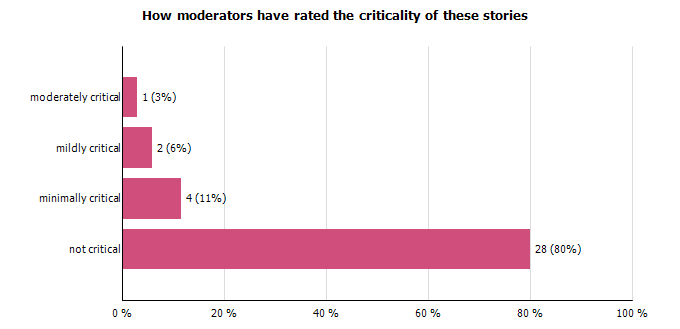 How moderators have rated the criticality of these stories
moderately critical 1 (3%)
mildly critical 2 (6%)
minimally critical 4 (11%)
not critical 28 (80%)
0 % 20 % 40 % 60 % 80 % 100 %